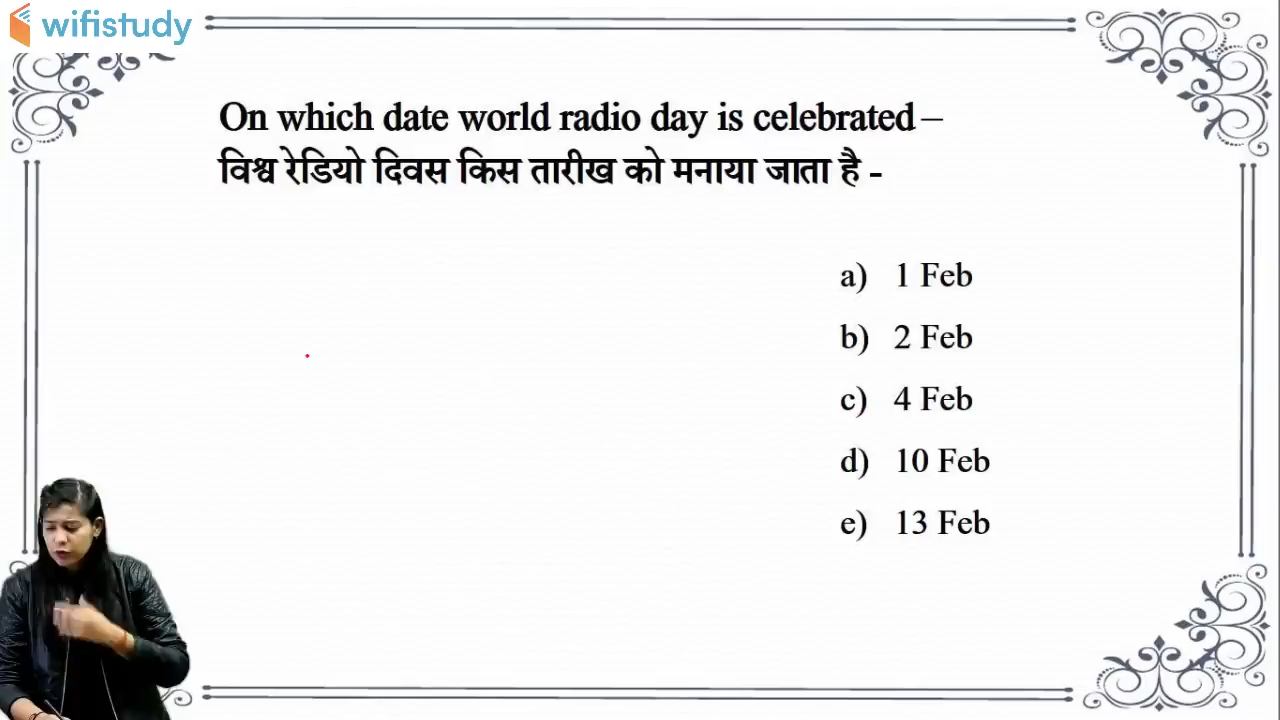 wifistudy
On which date world radio day is celebrated –
विश्व रेडियो दिवस किस तारीख को मनाया जाता है -
a) 1 Feb
b) 2 Feb
c) 4 Feb
d) 10 Feb
e) 13 Feb